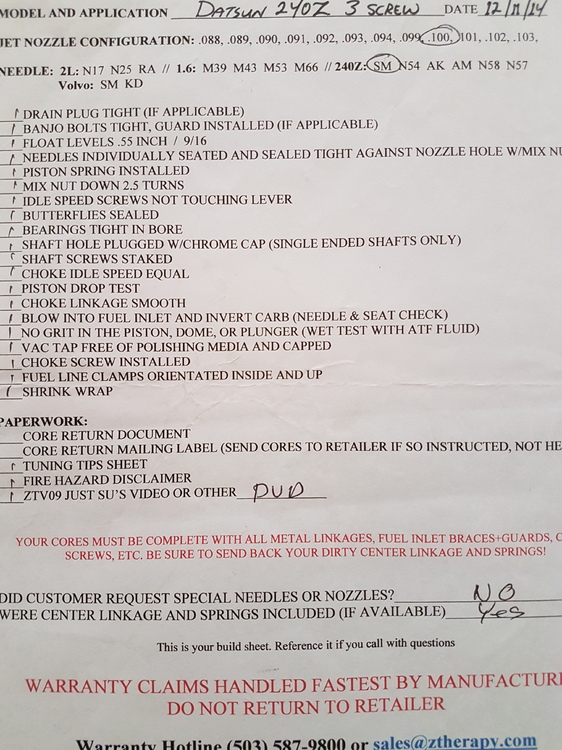 MODEL AND APPLICATION DATSUN 240Z 3 SCREW DATE 12/11/14
JET NOZZLE CONFIGURATION: .088, .089, .090, .091, .092, .093, .094, .099, .100, .101, .102, .103,
NEEDLE: 2L: N17 N25 RA // 1.6: M39 M43 M53 M66 // 240Z: SM N54 AK AM N58 N57
Volvo: SM KD
DRAIN PLUG TIGHT (IF APPLICABLE)
BANJO BOLTS TIGHT, GUARD INSTALLED (IF APPLICABLE)
FLOAT LEVELS .55 INCH / 9/16
NEEDLES INDIVIDUALLY SEATED AND SEALED TIGHT AGAINST NOZZLE HOLE W/MIX NU
PISTON SPRING INSTALLED
MIX NUT DOWN 2.5 TURNS
IDLE SPEED SCREWS NOT TOUCHING LEVER
BUTTERFLIES SEALED
BEARINGS TIGHT IN BORE
SHAFT HOLE PLUGGED W/CHROME CAP (SINGLE ENDED SHAFTS ONLY)
SHAFT SCREWS STAKED
CHOKE IDLE SPEED EQUAL
PISTON DROP TEST
CHOKE LINKAGE SMOOTH
BLOW INTO FUEL INLET AND INVERT CARB (NEEDLE & SEAT CHECK)
NO GRIT IN THE PISTON, DOME, OR PLUNGER (WET TEST WITH ATF FLUID)
VAC TAP FREE OF POLISHING MEDIA AND CAPPED
CHOKE SCREW INSTALLED
FUEL LINE CLAMPS ORIENTATED INSIDE AND UP
SHRINK WRAP
PAPERWORK:
CORE RETURN DOCUMENT
CORE RETURN MAILING LABEL (SEND CORES TO RETAILER IF SO INSTRUCTED, NOT HE
TUNING TIPS SHEET
FIRE HAZARD DISCLAIMER
ZTV09 JUST SU'S VIDEO OR OTHER DVD
YOUR CORES MUST BE COMPLETE WITH ALL METAL LINKAGES, FUEL INLET BRACES+GUARDS, C
SCREWS, ETC. BE SURE TO SEND BACK YOUR DIRTY CENTER LINKAGE AND SPRINGS!
DID CUSTOMER REQUEST SPECIAL NEEDLES OR NOZZLES? NO
WERE CENTER LINKAGE AND SPRINGS INCLUDED (IF AVAILABLE) Yes
This is your build sheet. Reference it if you call with questions
WARRANTY CLAIMS HANDLED FASTEST BY MANUFACTURE
DO NOT RETURN TO RETAILER
Warranty Hotline (503) 587-9800 or sales@ztherapy.com